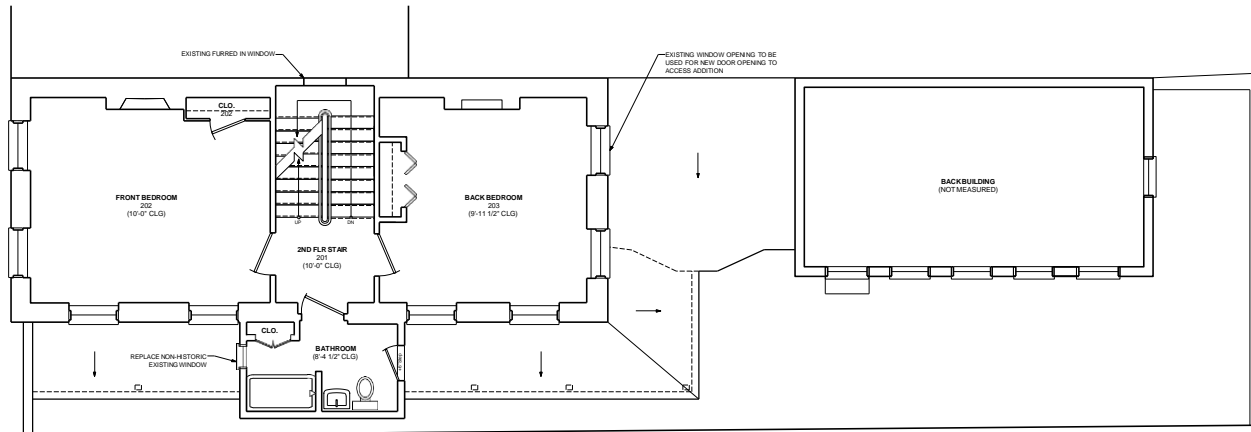 EXISTING FURRED IN WINDOW
EXISTING WINDOW OPENING TO BE
USED FOR NEW DOOR OPENING TO
ACCESS ADDITION
CLO.
202
FRONT BEDROOM
202
(10'-0" CLG)
BACK BEDROOM
203
(9'-11 1/2" CLG)
BACK BUILDING
(NOT MEASURED)
UP
DN
2ND FLR STAIR
201
(10'-0" CLG)
CLO.
BATHROOM
(8'-4 1/2" CLG)
REPLACE NON-HISTORIC
EXISTING WINDOW